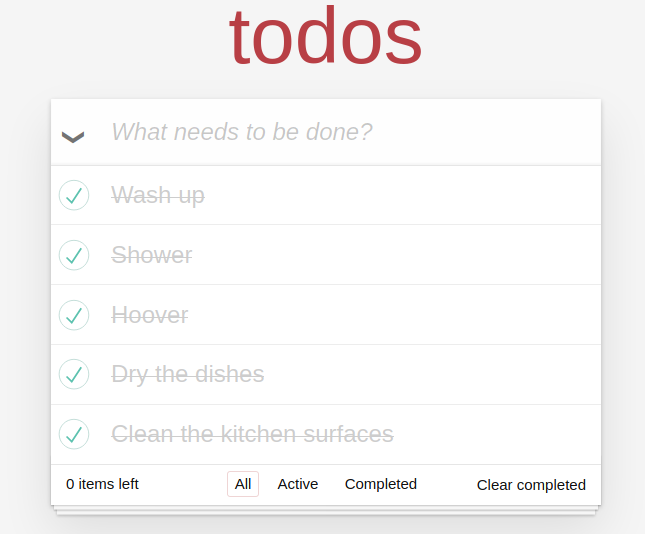 todos
What needs to be done?
Wash up
Shower
Hoover
Dry the dishes
Clean the kitchen surfaces
0 items left All Active Completed Clear completed